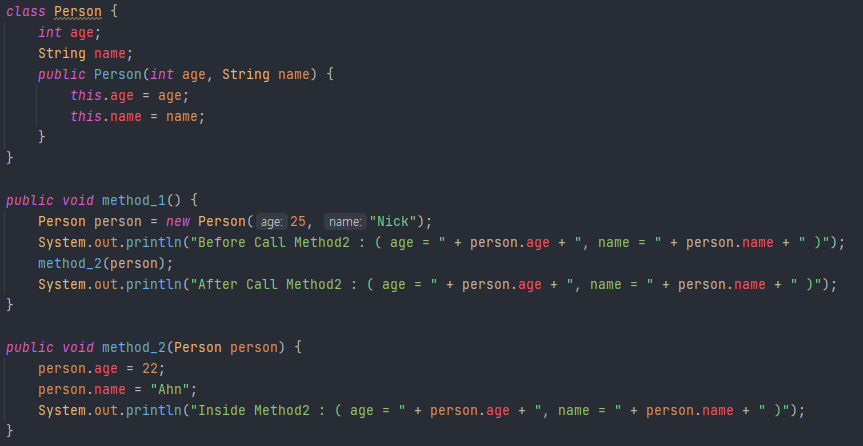 class Person {
    int age;
    String name;
    public Person(int age, String name) {
        this.age = age;
        this.name = name;
    }
}

public void method_1() {
    Person person = new Person( age: 25,  name: "Nick");
    System.out.println("Before Call Method2 : ( age = " + person.age + ", name = " + person.name + " )");
    method_2(person);
    System.out.println("After Call Method2 : ( age = " + person.age + ", name = " + person.name + " )");
}

public void method_2(Person person) {
    person.age = 22;
    person.name = "Ahn";
    System.out.println("Inside Method2 : ( age = " + person.age + ", name = " + person.name + " )");
}